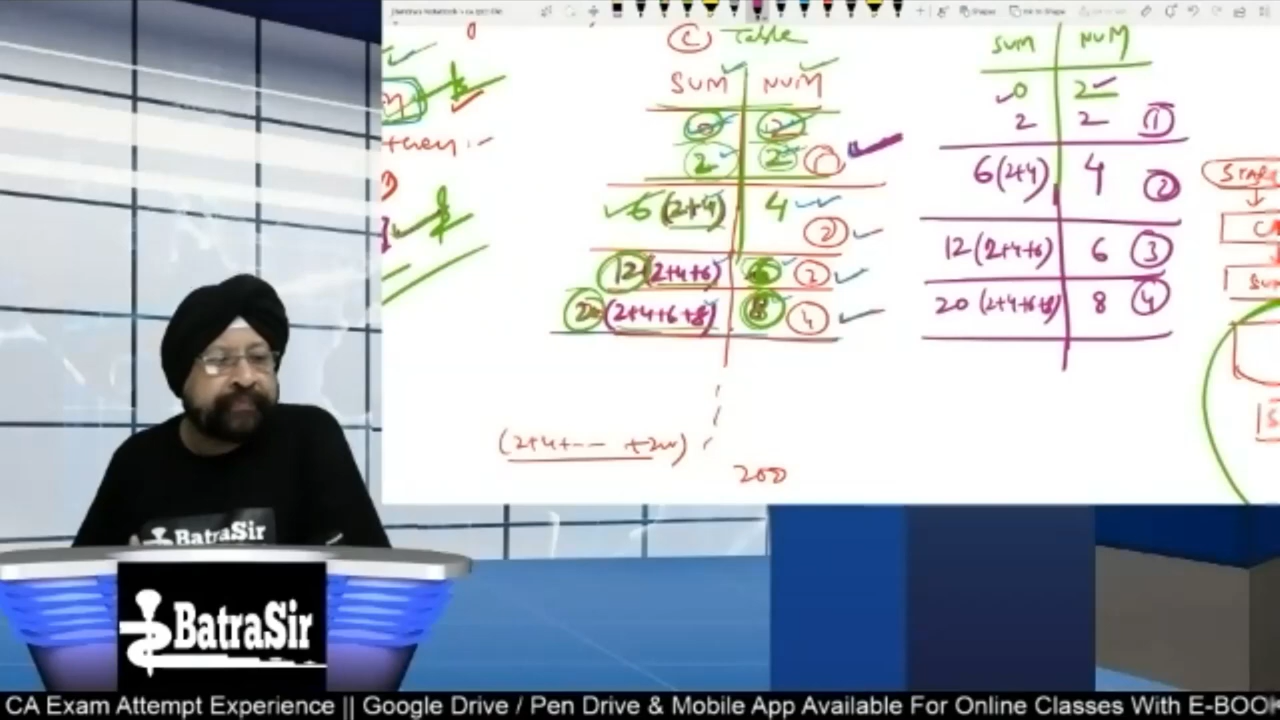 © Table
SUM NUM
0 2
2 2 ①
6 (2+4) 4 ②
12 (2+4+6) 6 ③
20 (2+4+6+8) 8 ④
(2+4+-- +200)
200
SUM NUM
0 2
2 2 ①
6 (2+4) 4 ②
12 (2+4+6) 6 ③
20 (2+4+6+8) 8 ④
BatraSir
BatraSir
CA Exam Attempt Experience || Google Drive / Pen Drive & Mobile App Available For Online Classes With E-BOOK